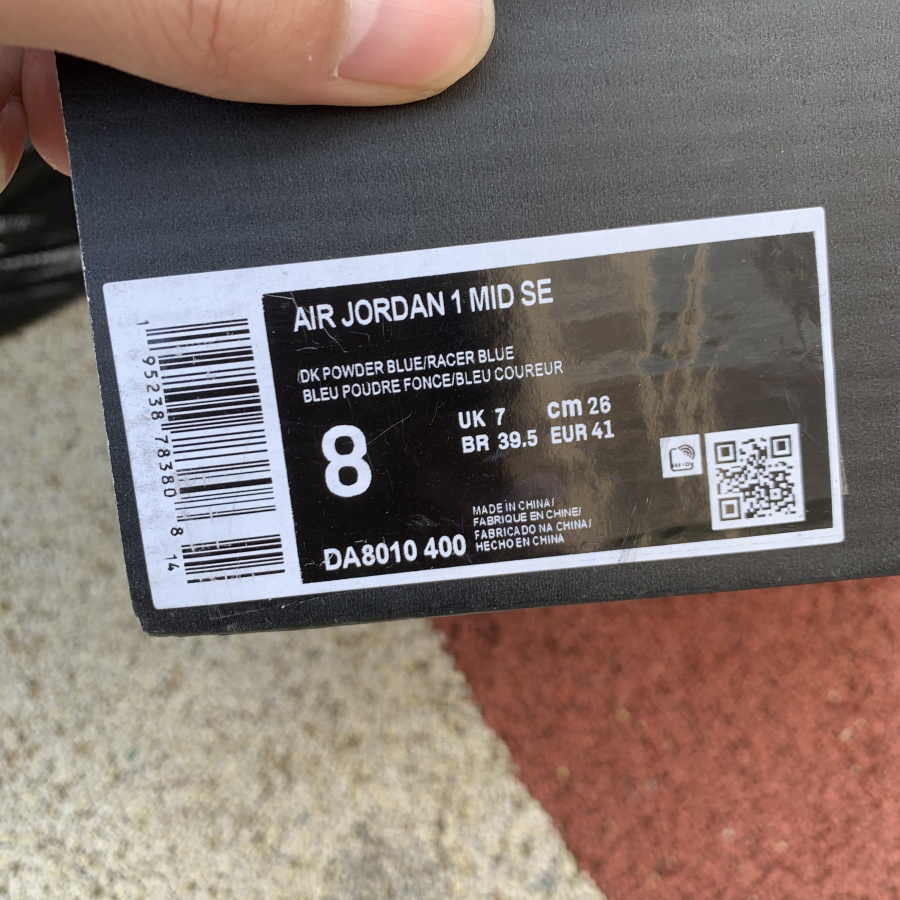 AIR JORDAN 1 MID SE
DK POWDER BLUE/RACER BLUE
BLEU POUDRE FONCE/BLEU COUREUR
8
UK 7 cm 26
BR 39.5 EUR 41
MADE IN CHINA/
FABRIQUE EN CHINE/
FABRICADO NA CHINA/
HECHO EN CHINA
DA8010 400
1 95238 78380 8 14